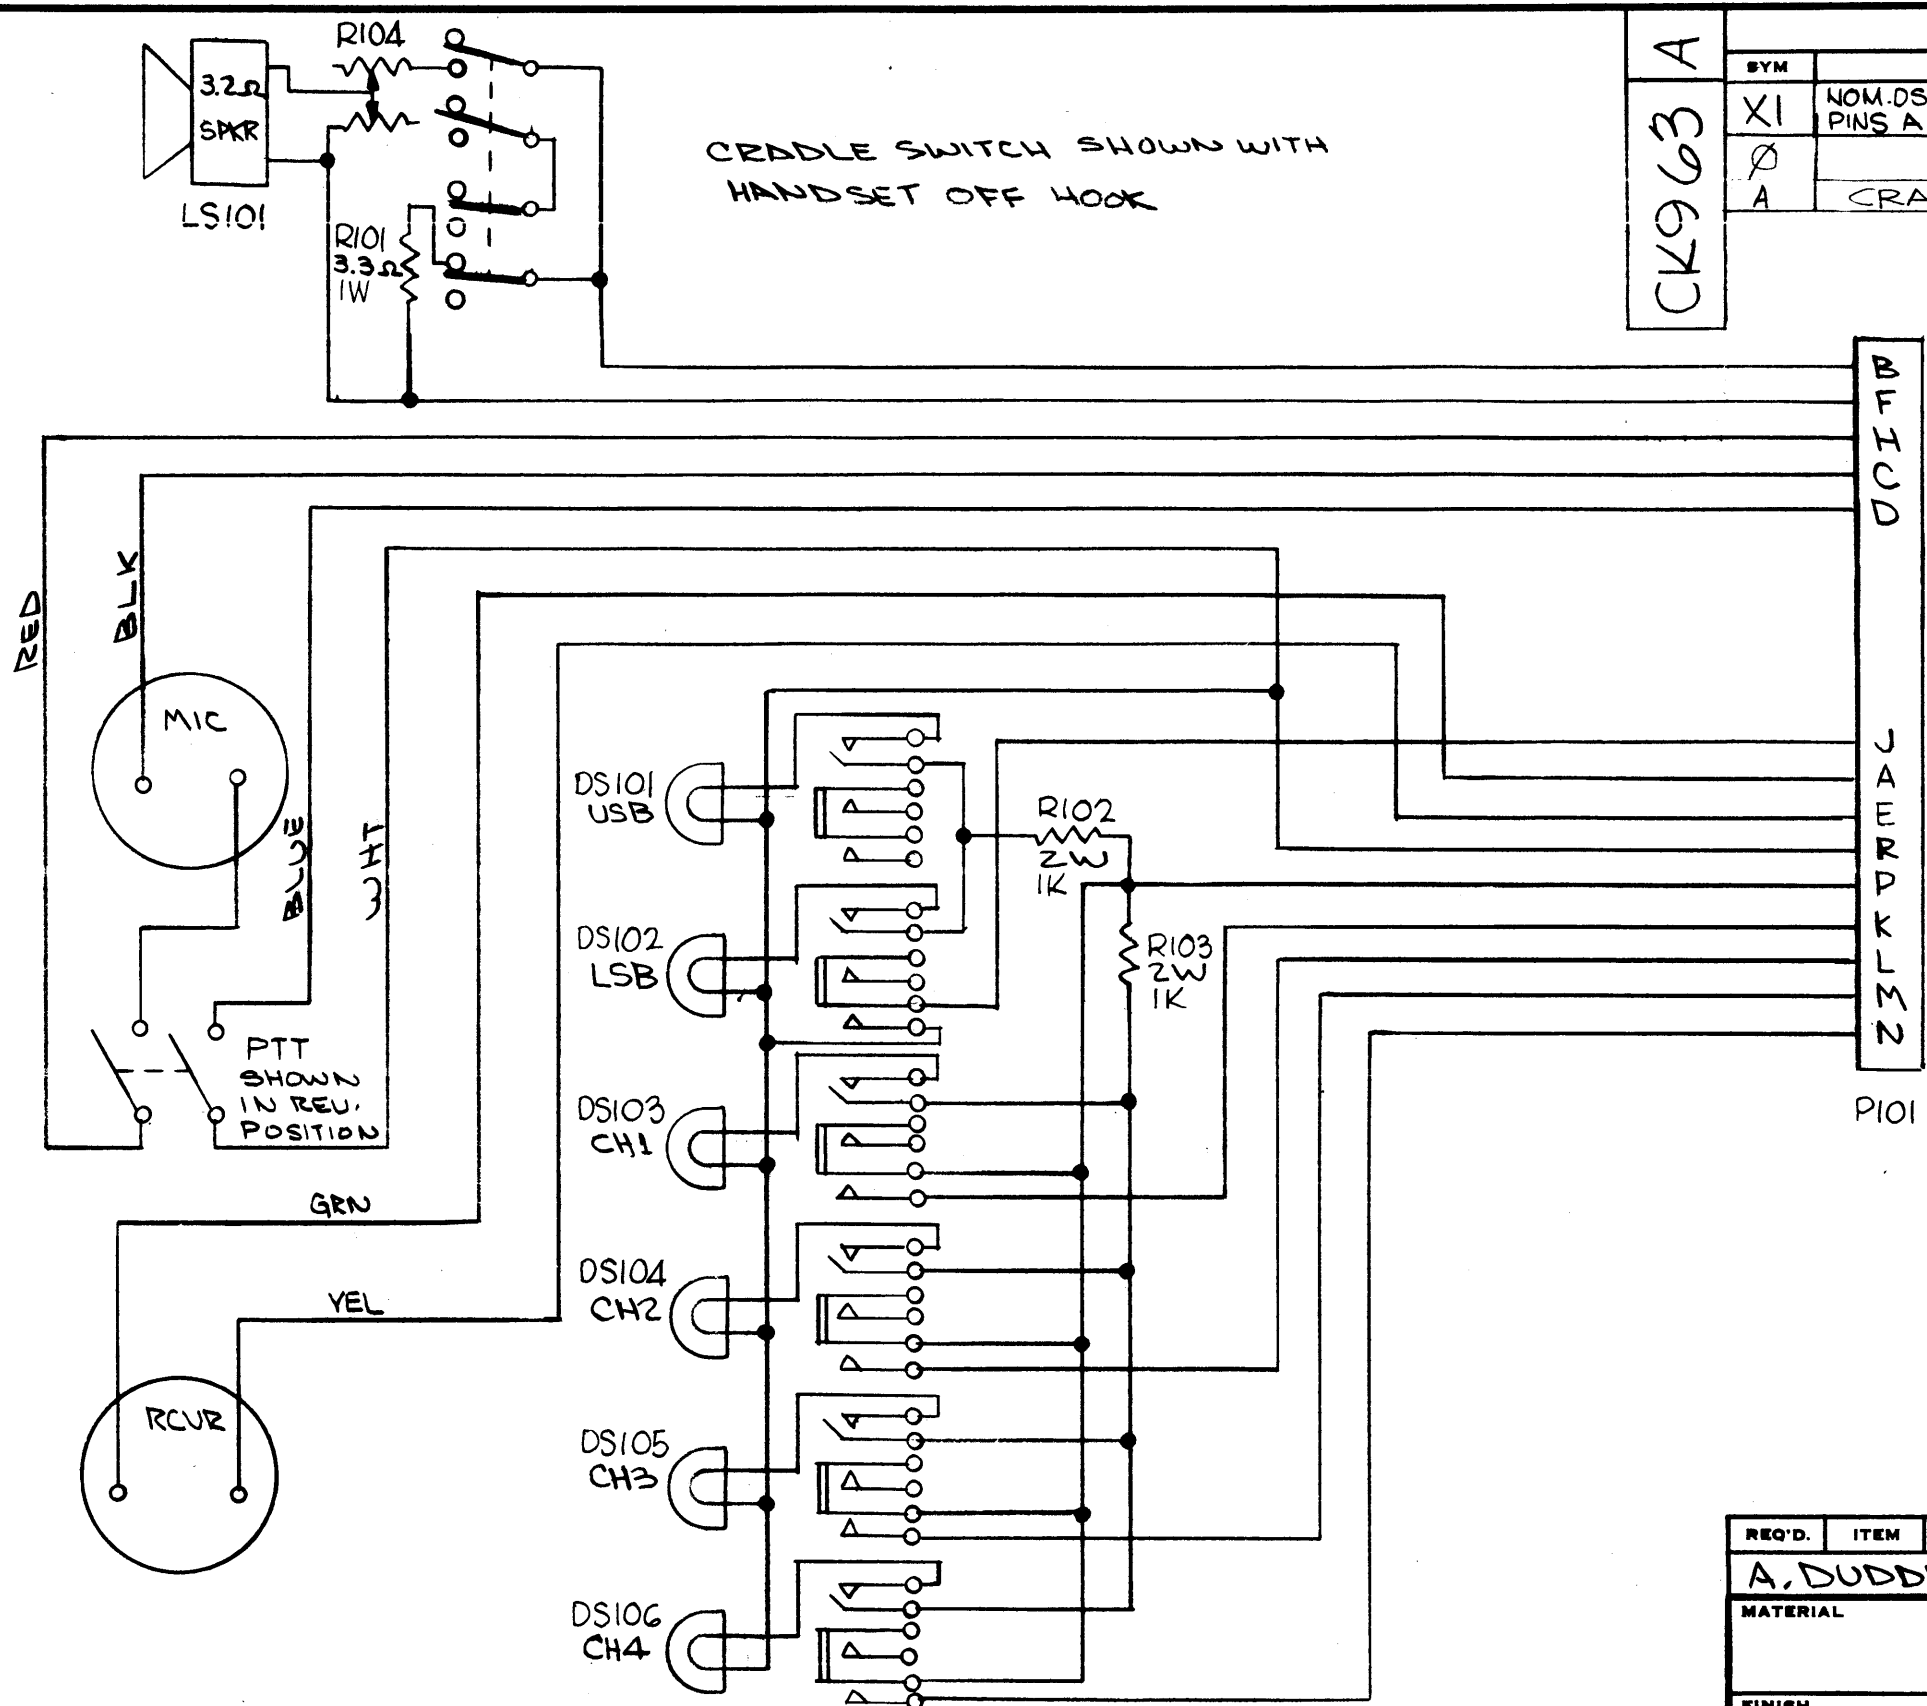 R104
3.2Ω
SPKR
LS101
R101
3.3Ω
1W
CRADLE SWITCH SHOWN WITH
HANDSET OFF HOOK
CK963 A
SYM
X1 NOM.DS
PINS A
Ø
A CRA
B
F
H
C
D
J
A
E
R
P
K
L
M
N
P101
RED
BLK
MIC
BLUE
WHT
PTT
SHOWN
IN REV.
POSITION
GRN
YEL
RCVR
DS101
USB
R102
2W
1K
DS102
LSB
R103
2W
1K
DS103
CH1
DS104
CH2
DS105
CH3
DS106
CH4
REQ'D. ITEM
A. DUDD
MATERIAL
FINISH